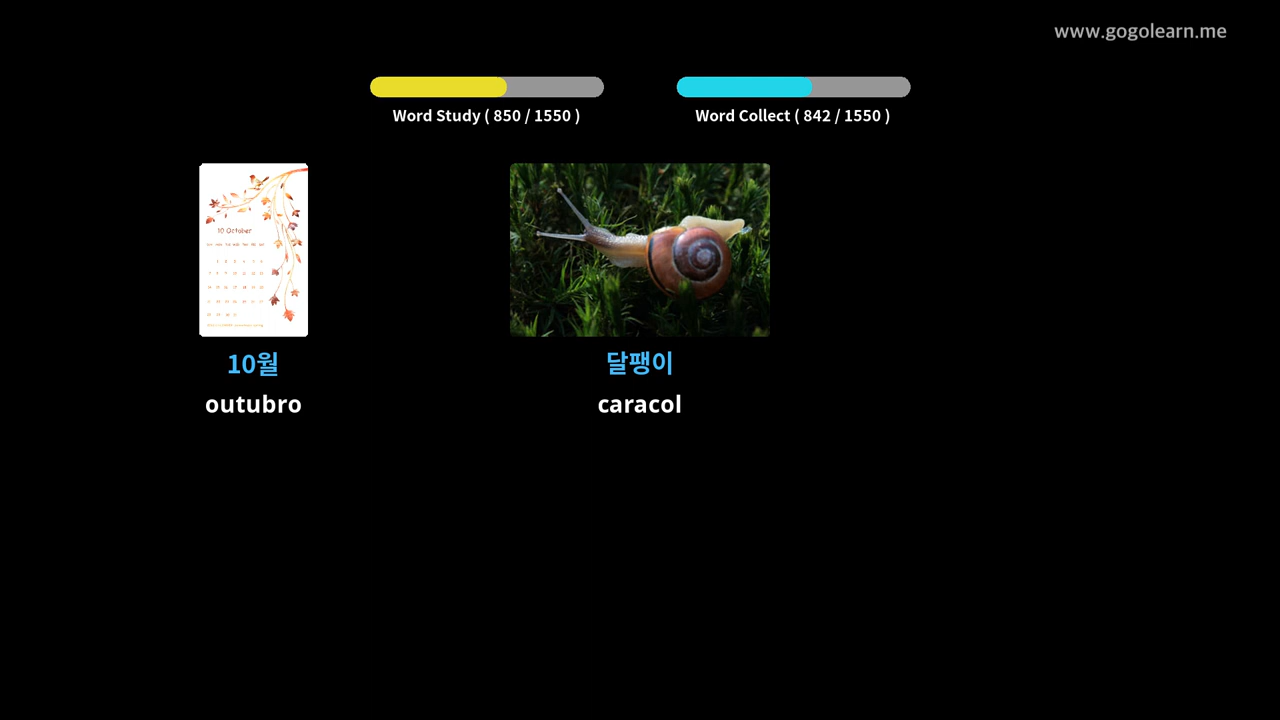 www.gogolearn.me
Word Study ( 850 / 1550 )
Word Collect ( 842 / 1550 )
10 October
10월
달팽이
outubro
caracol